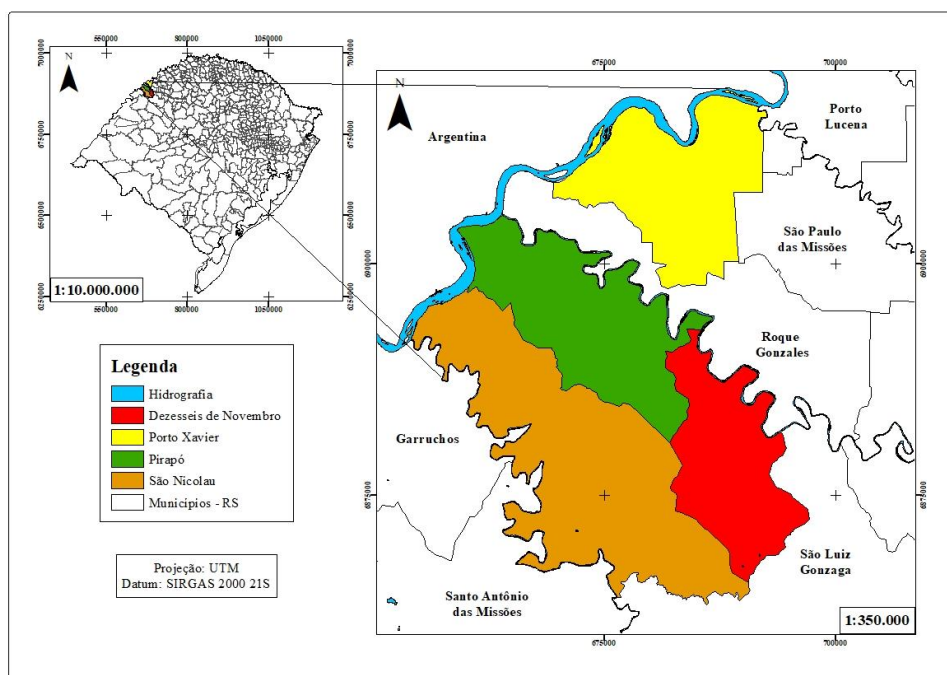 550000
800000
1050000
N
7000000
7000000
6750000
6750000
6500000
6500000
6250000
6250000
1:10.000.000
550000
800000
1050000
675000
700000
N
Argentina
Porto
Lucena
São Paulo
das Missões
6900000
6900000
Roque
Gonzales
Garruchos
6875000
6875000
São Luiz
Gonzaga
Santo Antônio
das Missões
1:350.000
675000
700000
Legenda
Hidrografia
Dezesseis de Novembro
Porto Xavier
Pirapó
São Nicolau
Municípios - RS
Projeção: UTM
Datum: SIRGAS 2000 21S